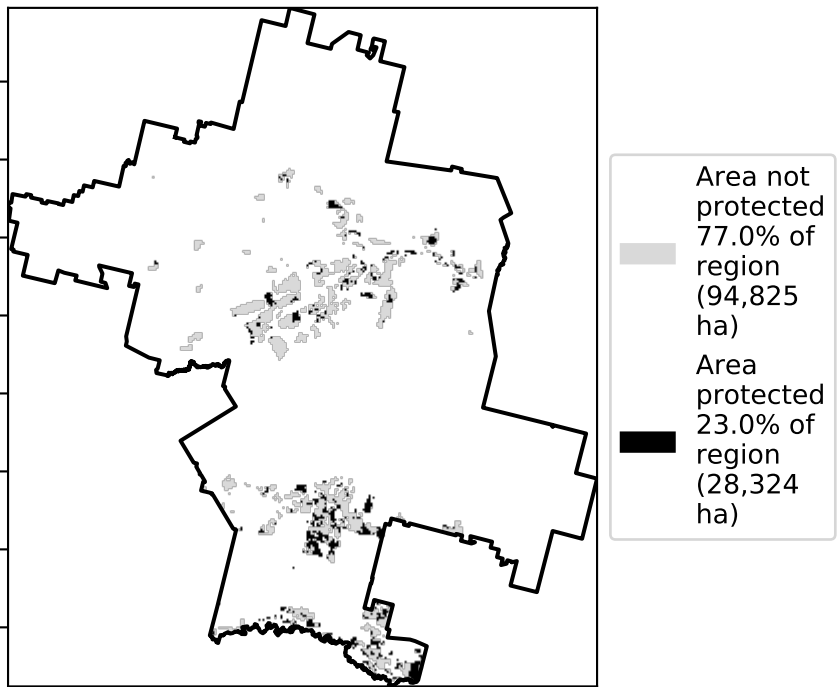 Area not
protected
77.0% of
region
(94,825
ha)
Area
protected
23.0% of
region
(28,324
ha)